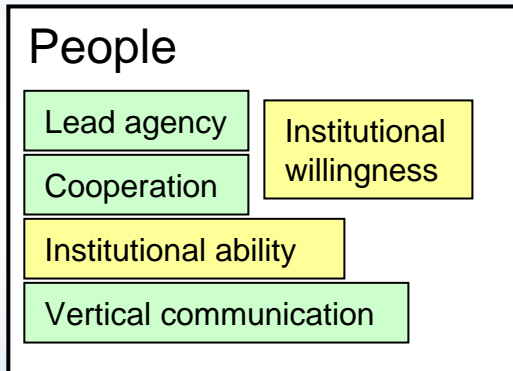 People
Lead agency
Cooperation
Institutional
willingness
Institutional ability
Vertical communication